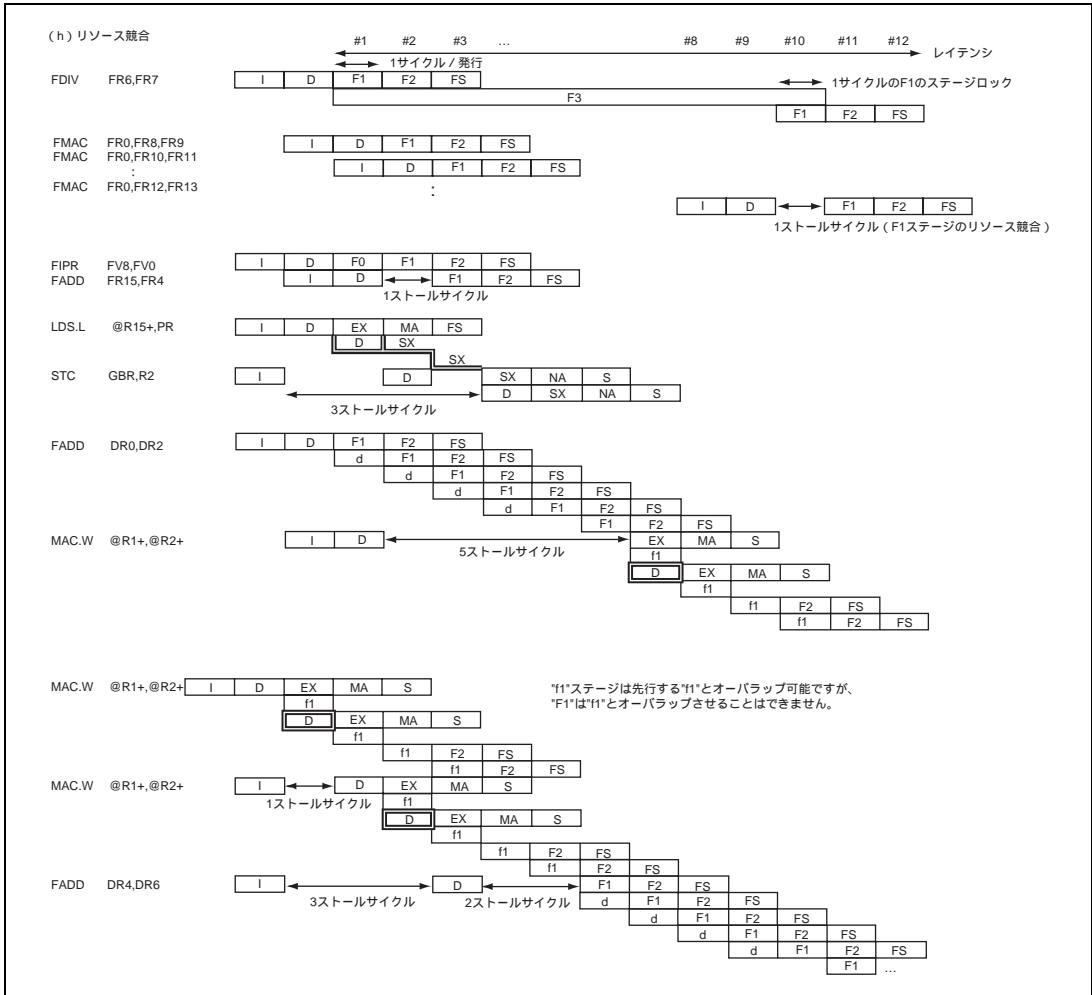 (h)リソース競合
#1 #2 #3 … #8 #9 #10 #11 #12
レイテンシ
1サイクル/発行
FDIV FR6,FR7 I D F1 F2 FS 1サイクルのF1のステージロック
F3
F1 F2 FS
FMAC FR0,FR8,FR9 I D F1 F2 FS
FMAC FR0,FR10,FR11 I D F1 F2 FS
: :
FMAC FR0,FR12,FR13
I D F1 F2 FS
1ストールサイクル(F1ステージのリソース競合)
FIPR FV8,FV0 I D F0 F1 F2 FS
FADD FR15,FR4 I D F1 F2 FS
1ストールサイクル
LDS.L @R15+,PR I D EX MA FS
D SX
SX
STC GBR,R2 I D SX NA S
D SX NA S
3ストールサイクル
FADD DR0,DR2 I D F1 F2 FS
d F1 F2 FS
d F1 F2 FS
d F1 F2 FS
d F1 F2 FS
F1 F2 FS
MAC.W @R1+,@R2+ I D 5ストールサイクル EX MA S
f1
D EX MA S
f1
f1 F2 FS
f1 F2 FS
MAC.W @R1+,@R2+ I D EX MA S "f1"ステージは先行する"f1"とオーバラップ可能ですが、
f1 "F1"は"f1"とオーバラップさせることはできません。
D EX MA S
f1
f1 F2 FS
f1 F2 FS
MAC.W @R1+,@R2+ I D EX MA S
1ストールサイクル f1
D EX MA S
f1
f1 F2 FS
f1 F2 FS
FADD DR4,DR6 I D F1 F2 FS
3ストールサイクル 2ストールサイクル d F1 F2 FS
d F1 F2 FS
d F1 F2 FS
d F1 F2 FS
F1 …